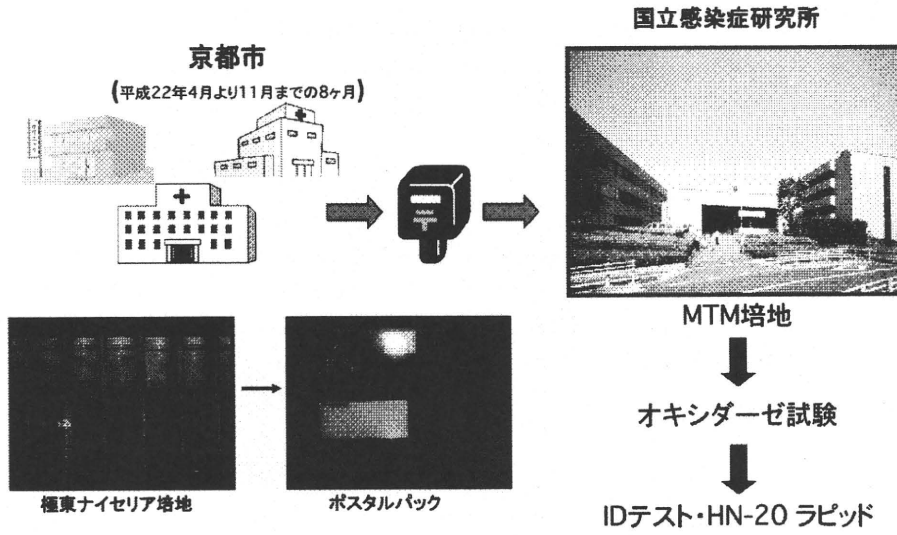 国立感染症研究所
京都市
(平成22年4月より11月までの8ヶ月)
MTM培地
オキシダーゼ試験
IDテスト・HN-20 ラピッド
極東ナイセリア培地
ポスタルパック